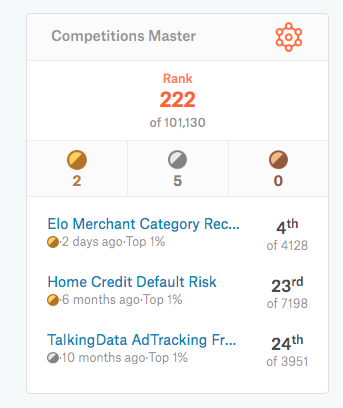 Competitions Master
Rank
222
of 101,130
2 5 0
Elo Merchant Category Rec... 4th
2 days ago·Top 1% of 4128
Home Credit Default Risk 23rd
6 months ago·Top 1% of 7198
TalkingData AdTracking Fr... 24th
10 months ago·Top 1% of 3951